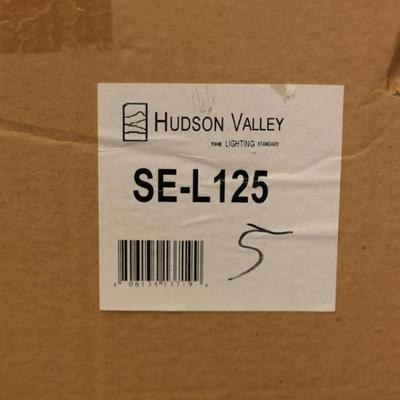 HUDSON VALLEY
THE LIGHTING STANDARD
SE-L125
5